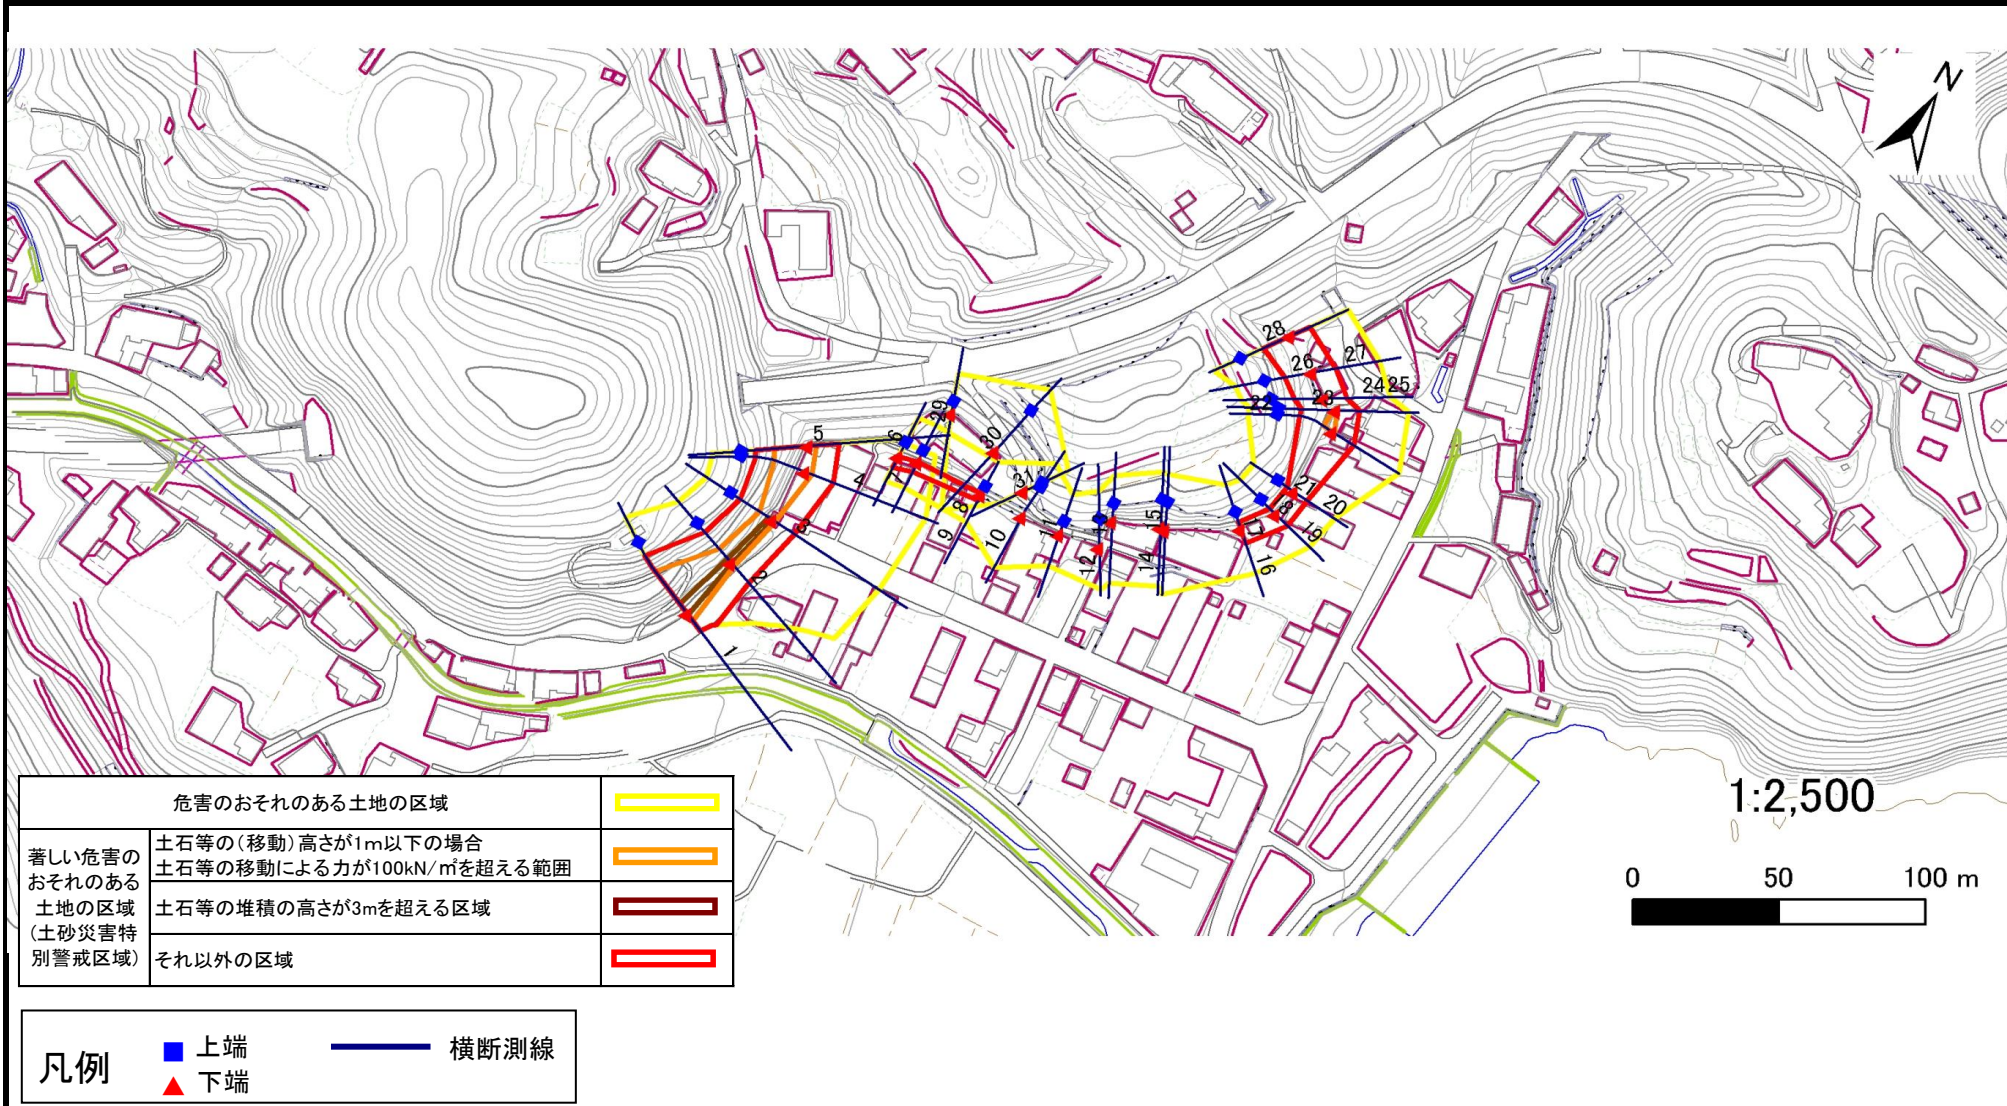 N
28
26
27
24
25
23
22
29
30
31
5
6
4
3
2
1
7
8
9
10
11
12
13
14
15
16
17
18
19
20
21
1:2,500
0 50 100 m
危害のおそれのある土地の区域
著しい危害の
おそれのある
土地の区域
(土砂災害特
別警戒区域)
土石等の(移動)高さが1m以下の場合
土石等の移動による力が100kN/㎡を超える範囲
土石等の堆積の高さが3mを超える区域
それ以外の区域
凡例
上端
下端
横断測線